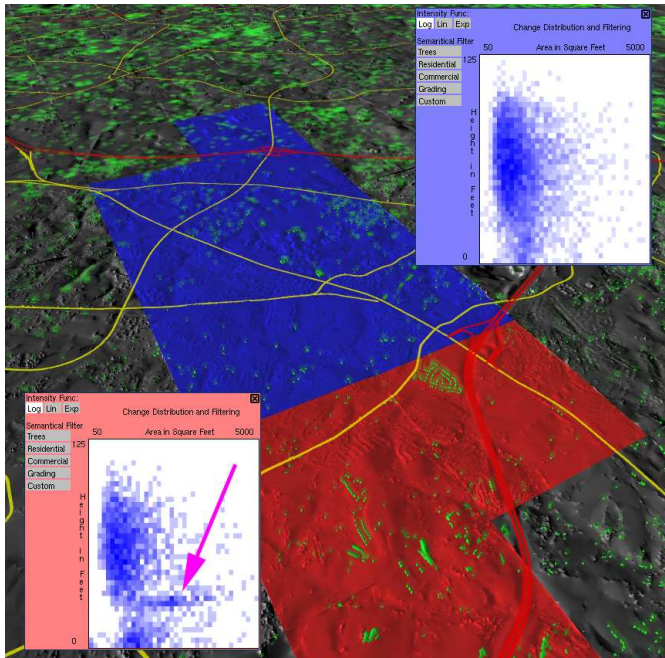 Intensity Func:
Log Lin Exp
Change Distribution and Filtering
Semantical Filter
50 Area in Square Feet 5000
Trees
Residential
Commercial
Grading
Custom
125
Height in Feet
0
Intensity Func:
Log Lin Exp
Change Distribution and Filtering
Semantical Filter
50 Area in Square Feet 5000
Trees
Residential
Commercial
Grading
Custom
125
Height in Feet
0